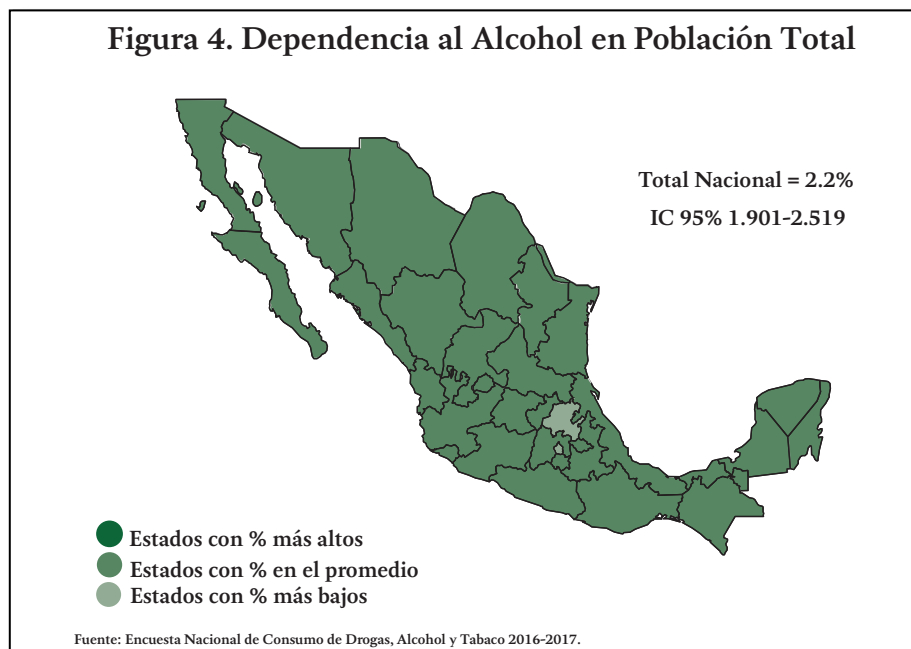 Figura 4. Dependencia al Alcohol en Población Total
Total Nacional = 2.2%
IC 95% 1.901-2.519
Estados con % más altos
Estados con % en el promedio
Estados con % más bajos
Fuente: Encuesta Nacional de Consumo de Drogas, Alcohol y Tabaco 2016-2017.